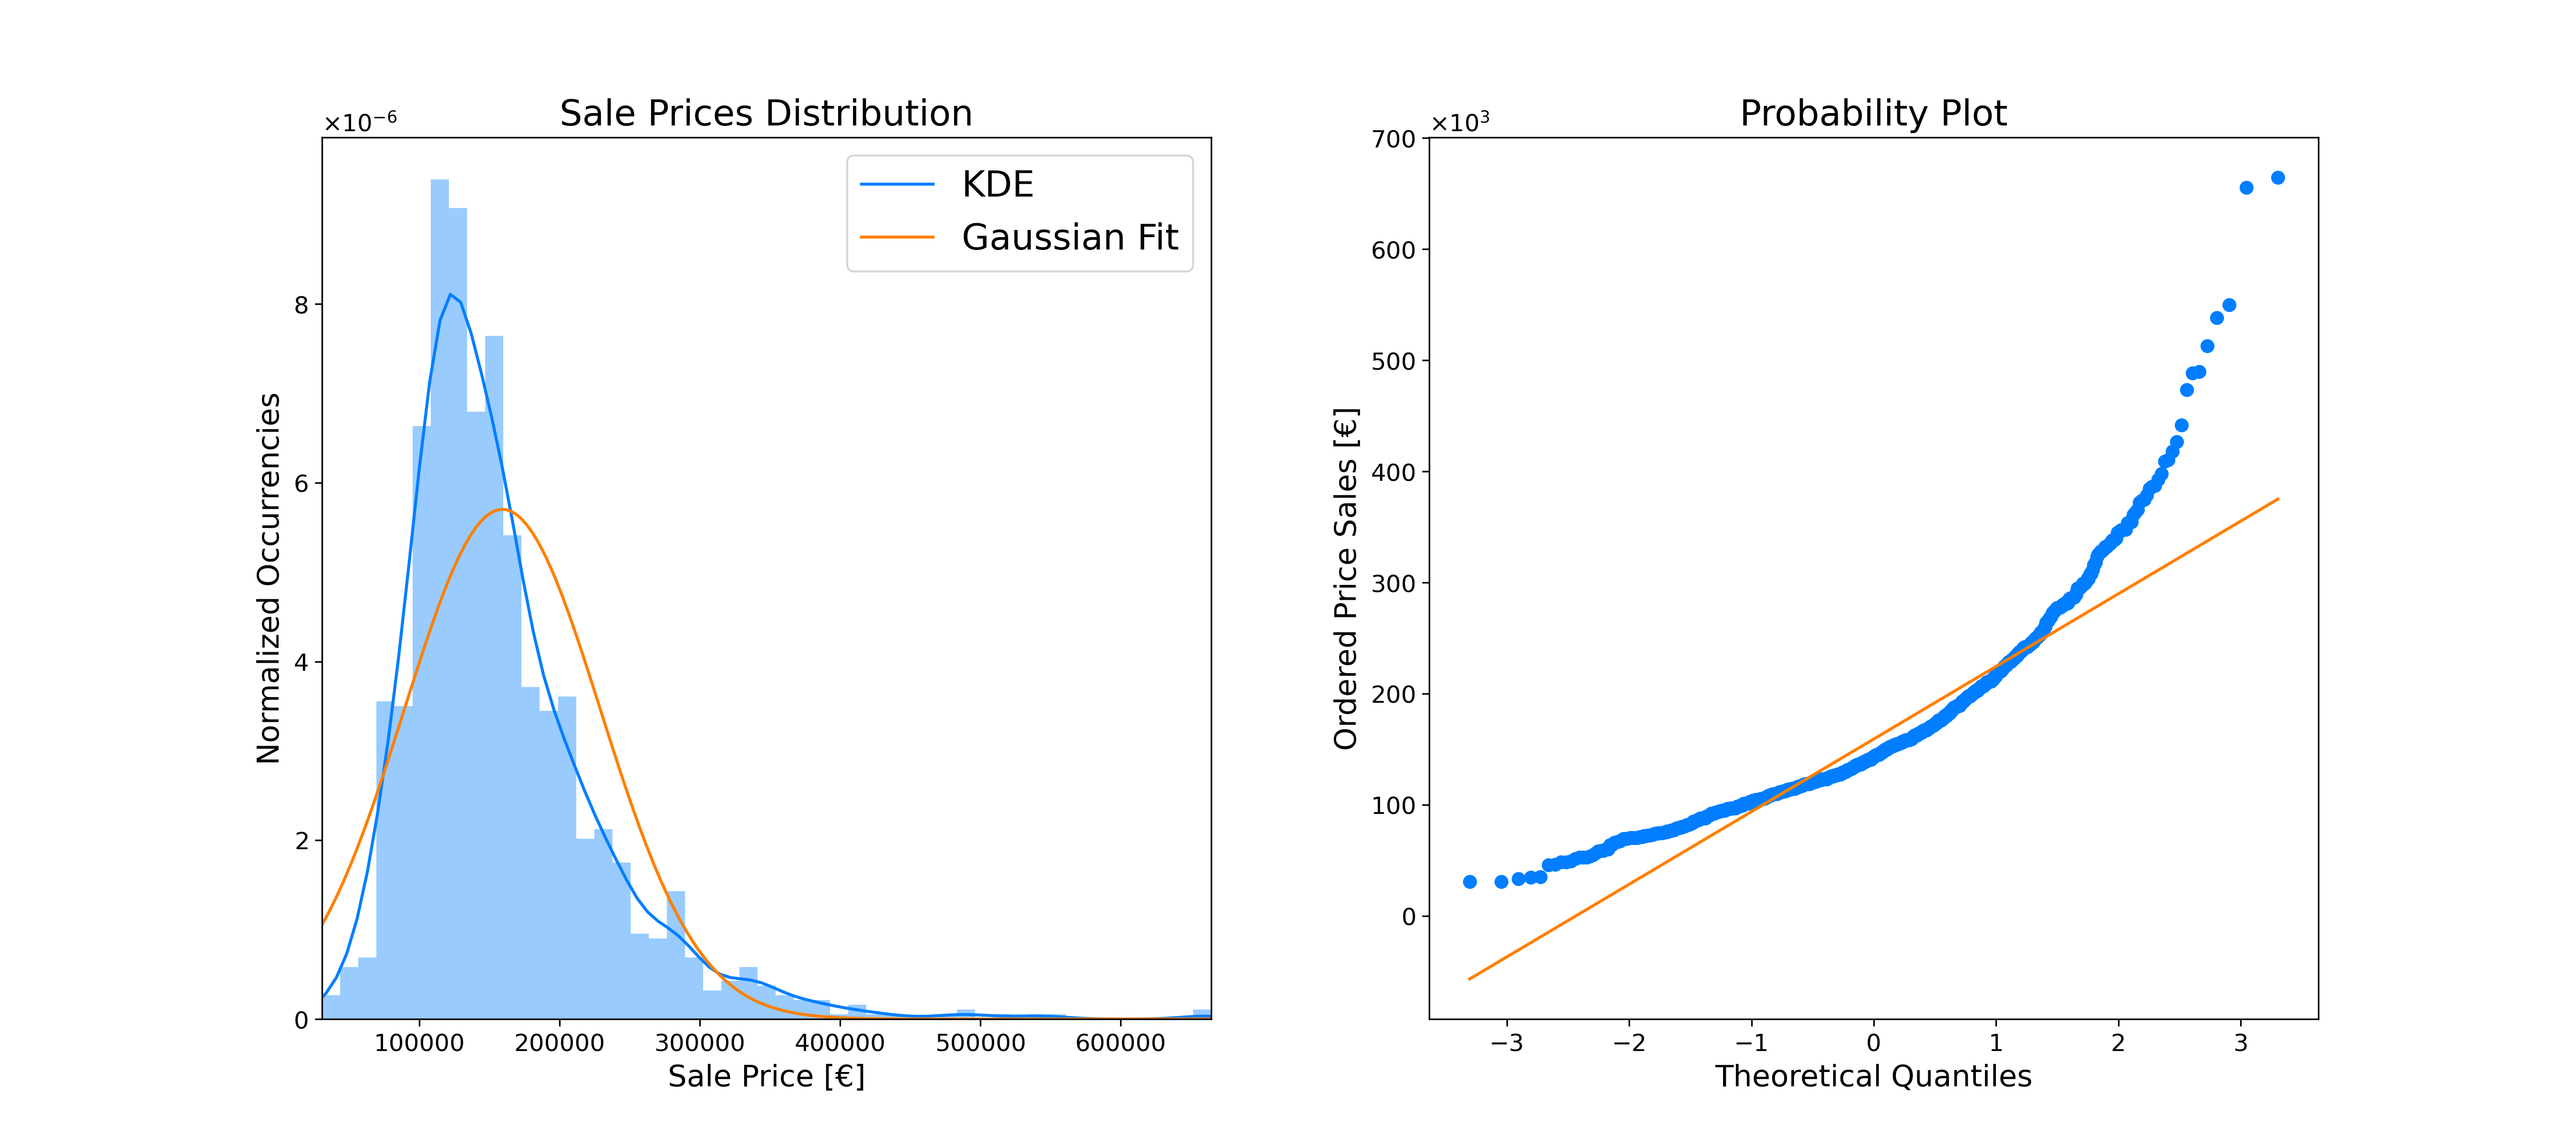 Sale Prices Distribution
×10⁻⁶
KDE
Gaussian Fit
8
6
4
2
0
Normalized Occurrencies
100000 200000 300000 400000 500000 600000
Sale Price [€]
Probability Plot
×10³
700
600
500
400
300
200
100
0
Ordered Price Sales [€]
−3 −2 −1 0 1 2 3
Theoretical Quantiles